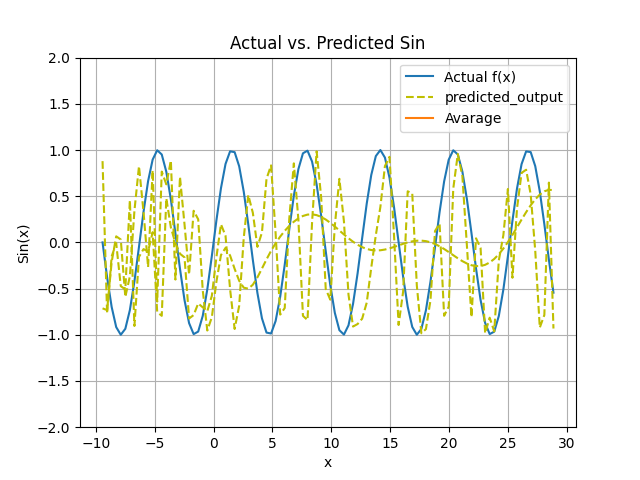 Actual vs. Predicted Sin
Actual f(x)
predicted_output
Avarage
Sin(x)
2.0
1.5
1.0
0.5
0.0
−0.5
−1.0
−1.5
−2.0
−10 −5 0 5 10 15 20 25 30
x